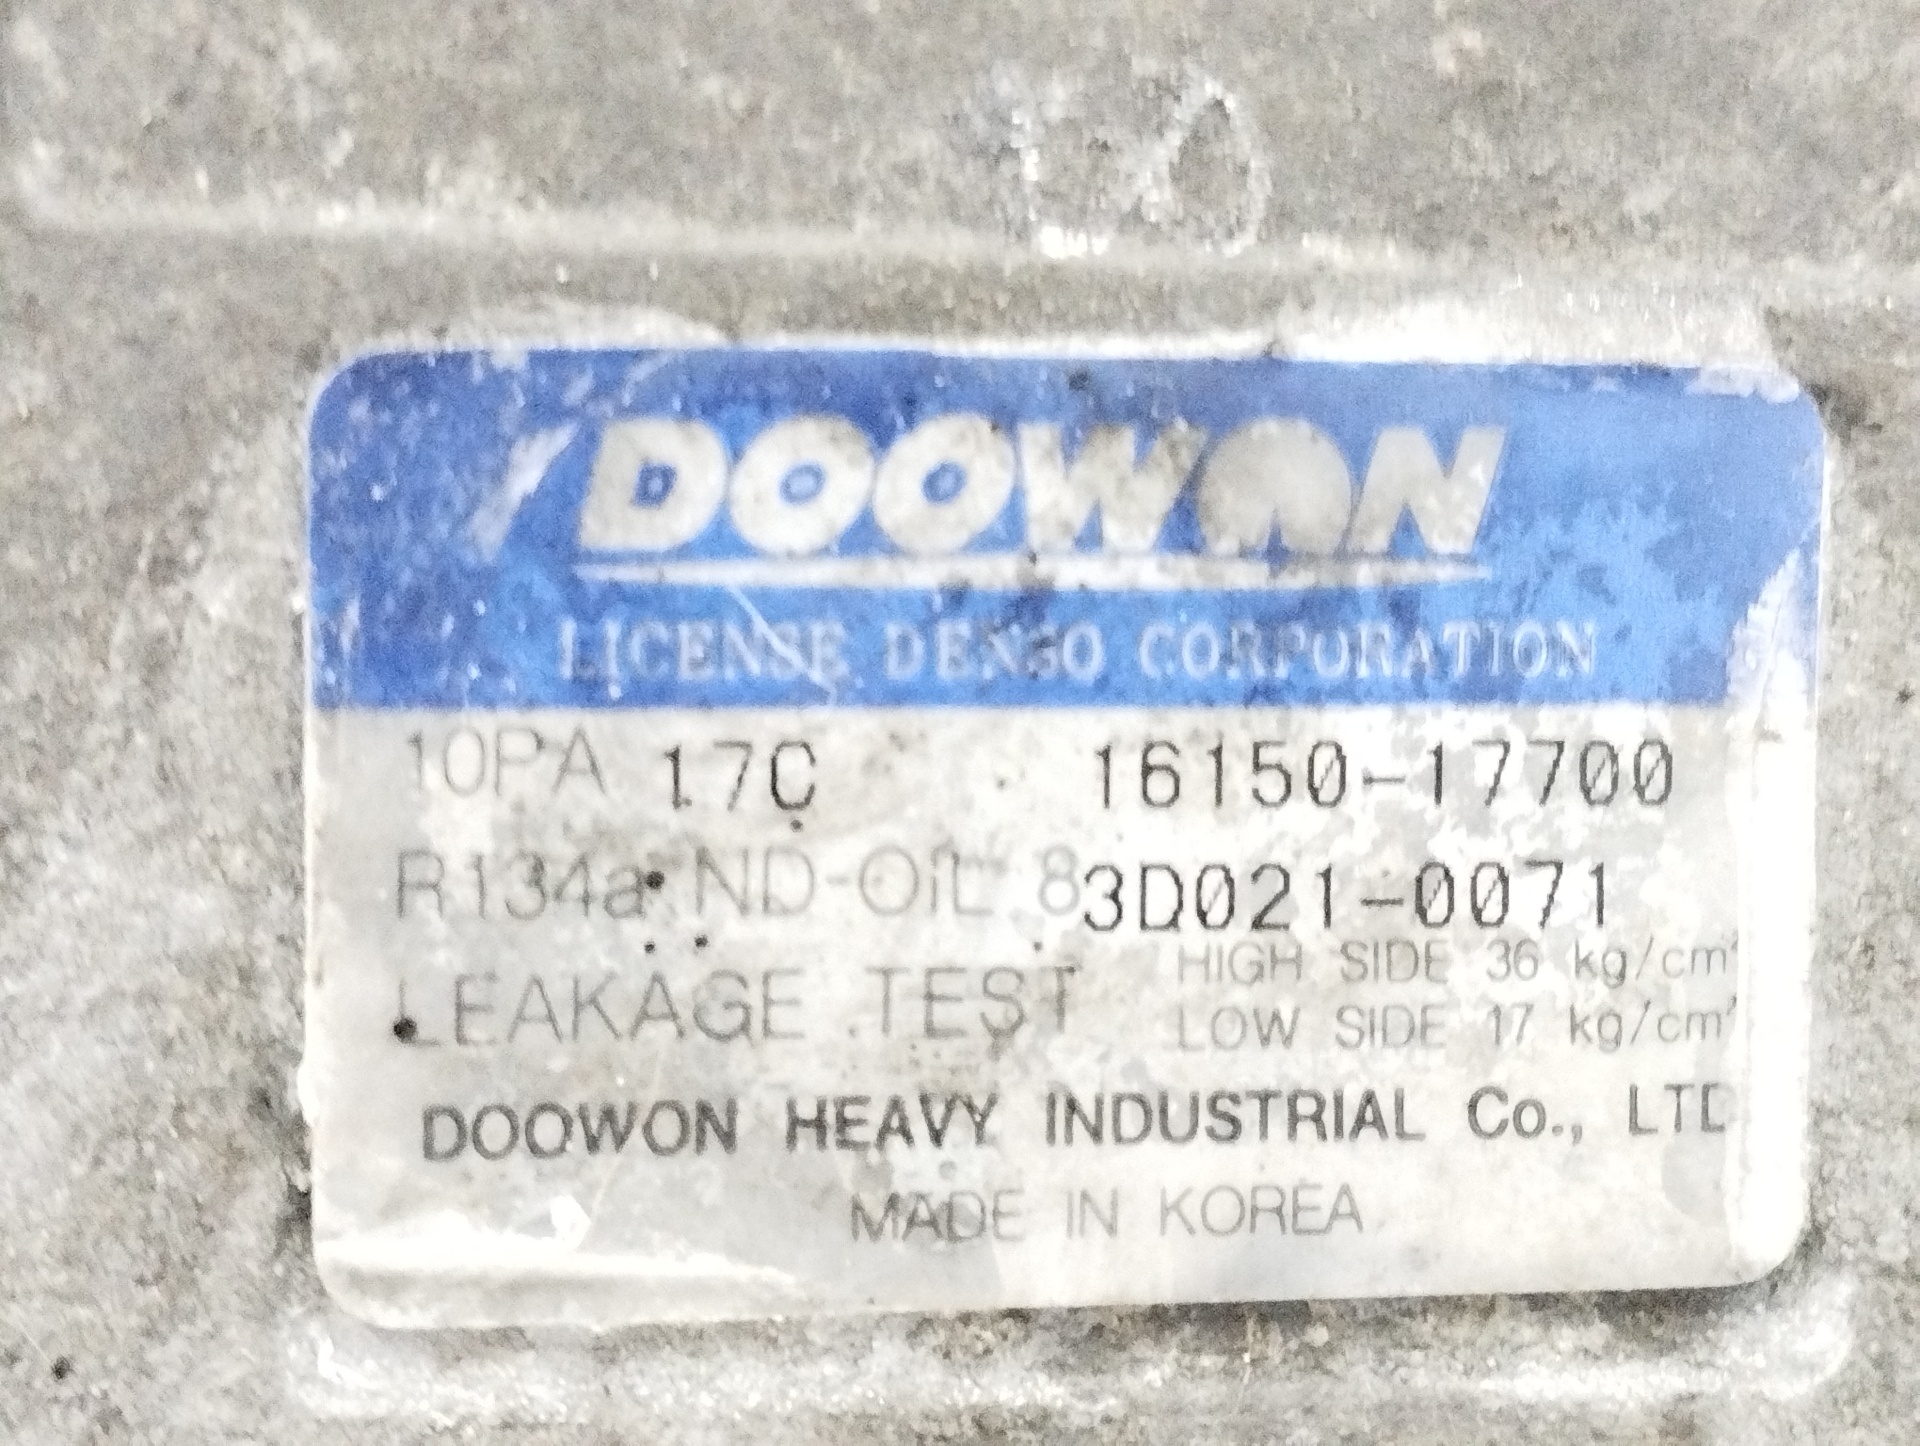 DOOWON
LICENSE DENSO CORPORATION
10PA 17C 16150-17700
R134a ND-OIL 8 3D021-0071
LEAKAGE TEST HIGH SIDE 36 kg/cm²
LOW SIDE 17 kg/cm²
DOOWON HEAVY INDUSTRIAL Co., LTD
MADE IN KOREA